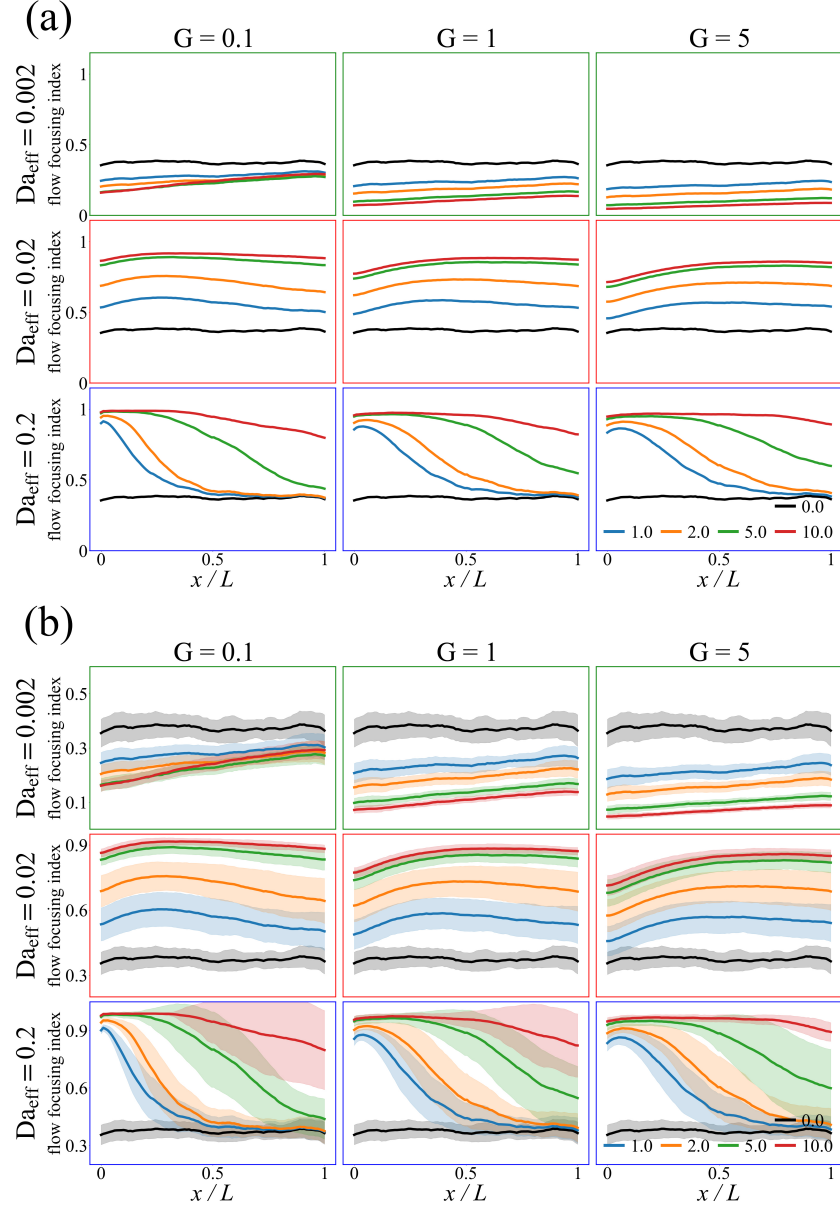 (a)
G = 0.1 G = 1 G = 5
Da_eff = 0.002
flow focusing index
1
0.5
0
Da_eff = 0.02
flow focusing index
1
0.5
0
Da_eff = 0.2
flow focusing index
1
0.5
0
0.0
1.0 2.0 5.0 10.0
0 0.5 1 0 0.5 1 0 0.5 1
x / L x / L x / L
(b)
G = 0.1 G = 1 G = 5
Da_eff = 0.002
flow focusing index
0.5
0.3
0.1
Da_eff = 0.02
flow focusing index
0.9
0.6
0.3
Da_eff = 0.2
flow focusing index
0.9
0.6
0.3
0.0
1.0 2.0 5.0 10.0
0 0.5 1 0 0.5 1 0 0.5 1
x / L x / L x / L